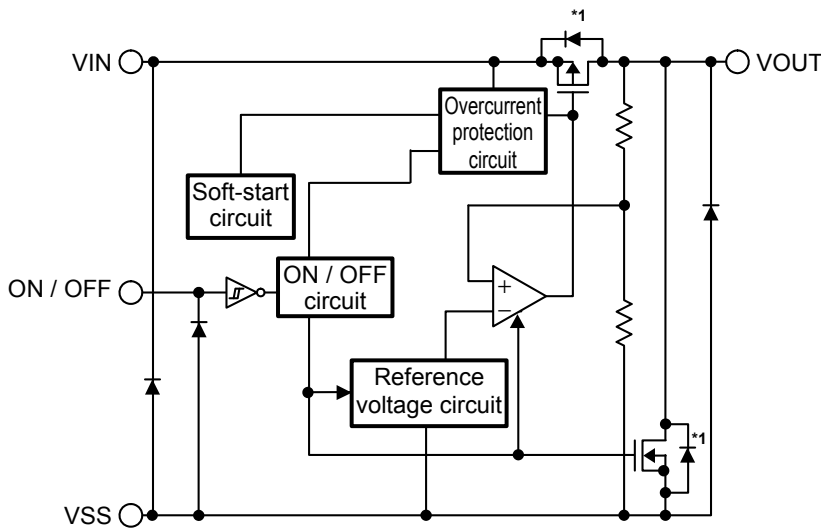 *1
VIN
VOUT
Overcurrent
protection
circuit
Soft-start
circuit
ON / OFF
ON / OFF
circuit
+
−
Reference
voltage circuit
*1
VSS